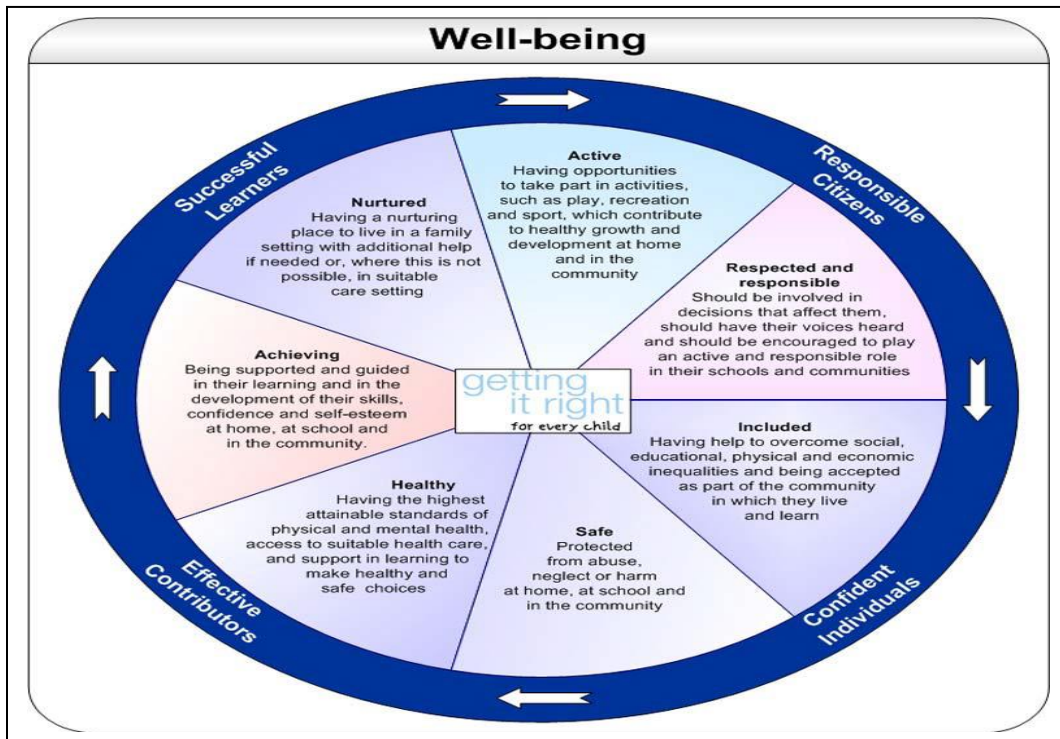 Well-being
Successful
Learners
Responsible
Citizens
Confident
Individuals
Effective
Contributors
Active
Having opportunities
to take part in activities,
such as play, recreation
and sport, which contribute
to healthy growth and
development at home
and in the
community
Respected and
responsible
Should be involved in
decisions that affect them,
should have their voices heard
and should be encouraged to play
an active and responsible role
in their schools and communities
Included
Having help to overcome social,
educational, physical and economic
inequalities and being accepted
as part of the community
in which they live
and learn
Safe
Protected
from abuse,
neglect or harm
at home, at school and
in the community
Healthy
Having the highest
attainable standards of
physical and mental health,
access to suitable health care,
and support in learning to
make healthy and
safe choices
Achieving
Being supported and guided
in their learning and in the
development of their skills,
confidence and self-esteem
at home, at school and
in the community.
Nurtured
Having a nurturing
place to live in a family
setting with additional help
if needed or, where this is not
possible, in suitable
care setting
getting
it right
for every child